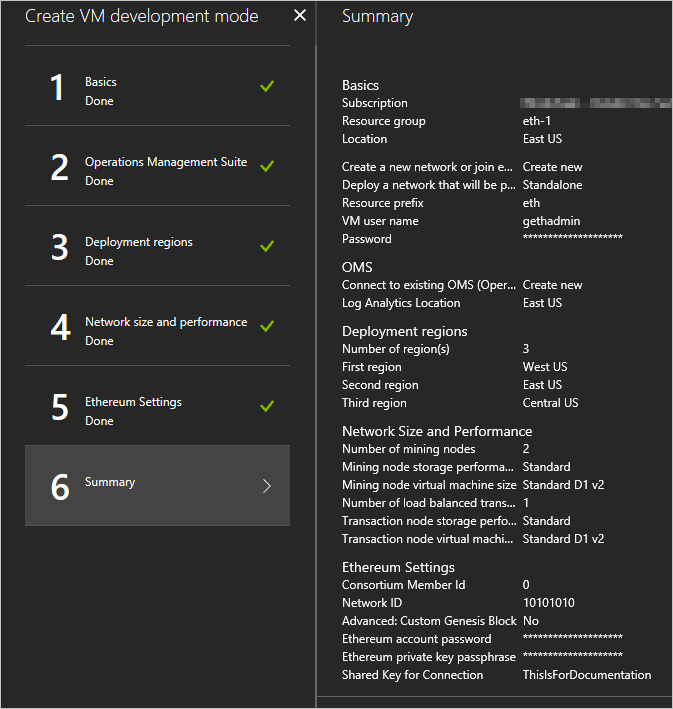 Create VM development mode
1
Basics
Done
2
Operations Management Suite
Done
3
Deployment regions
Done
4
Network size and performance
Done
5
Ethereum Settings
Done
6
Summary
Summary
Basics
Subscription
Resource group eth-1
Location East US
Create a new network or join e... Create new
Deploy a network that will be p... Standalone
Resource prefix eth
VM user name gethadmin
Password ********************
OMS
Connect to existing OMS (Oper... Create new
Log Analytics Location East US
Deployment regions
Number of region(s) 3
First region West US
Second region East US
Third region Central US
Network Size and Performance
Number of mining nodes 2
Mining node storage performa... Standard
Mining node virtual machine size Standard D1 v2
Number of load balanced trans... 1
Transaction node storage perfo... Standard
Transaction node virtual machi... Standard D1 v2
Ethereum Settings
Consortium Member Id 0
Network ID 10101010
Advanced: Custom Genesis Block No
Ethereum account password ********************
Ethereum private key passphrase ********************
Shared Key for Connection ThisIsForDocumentation